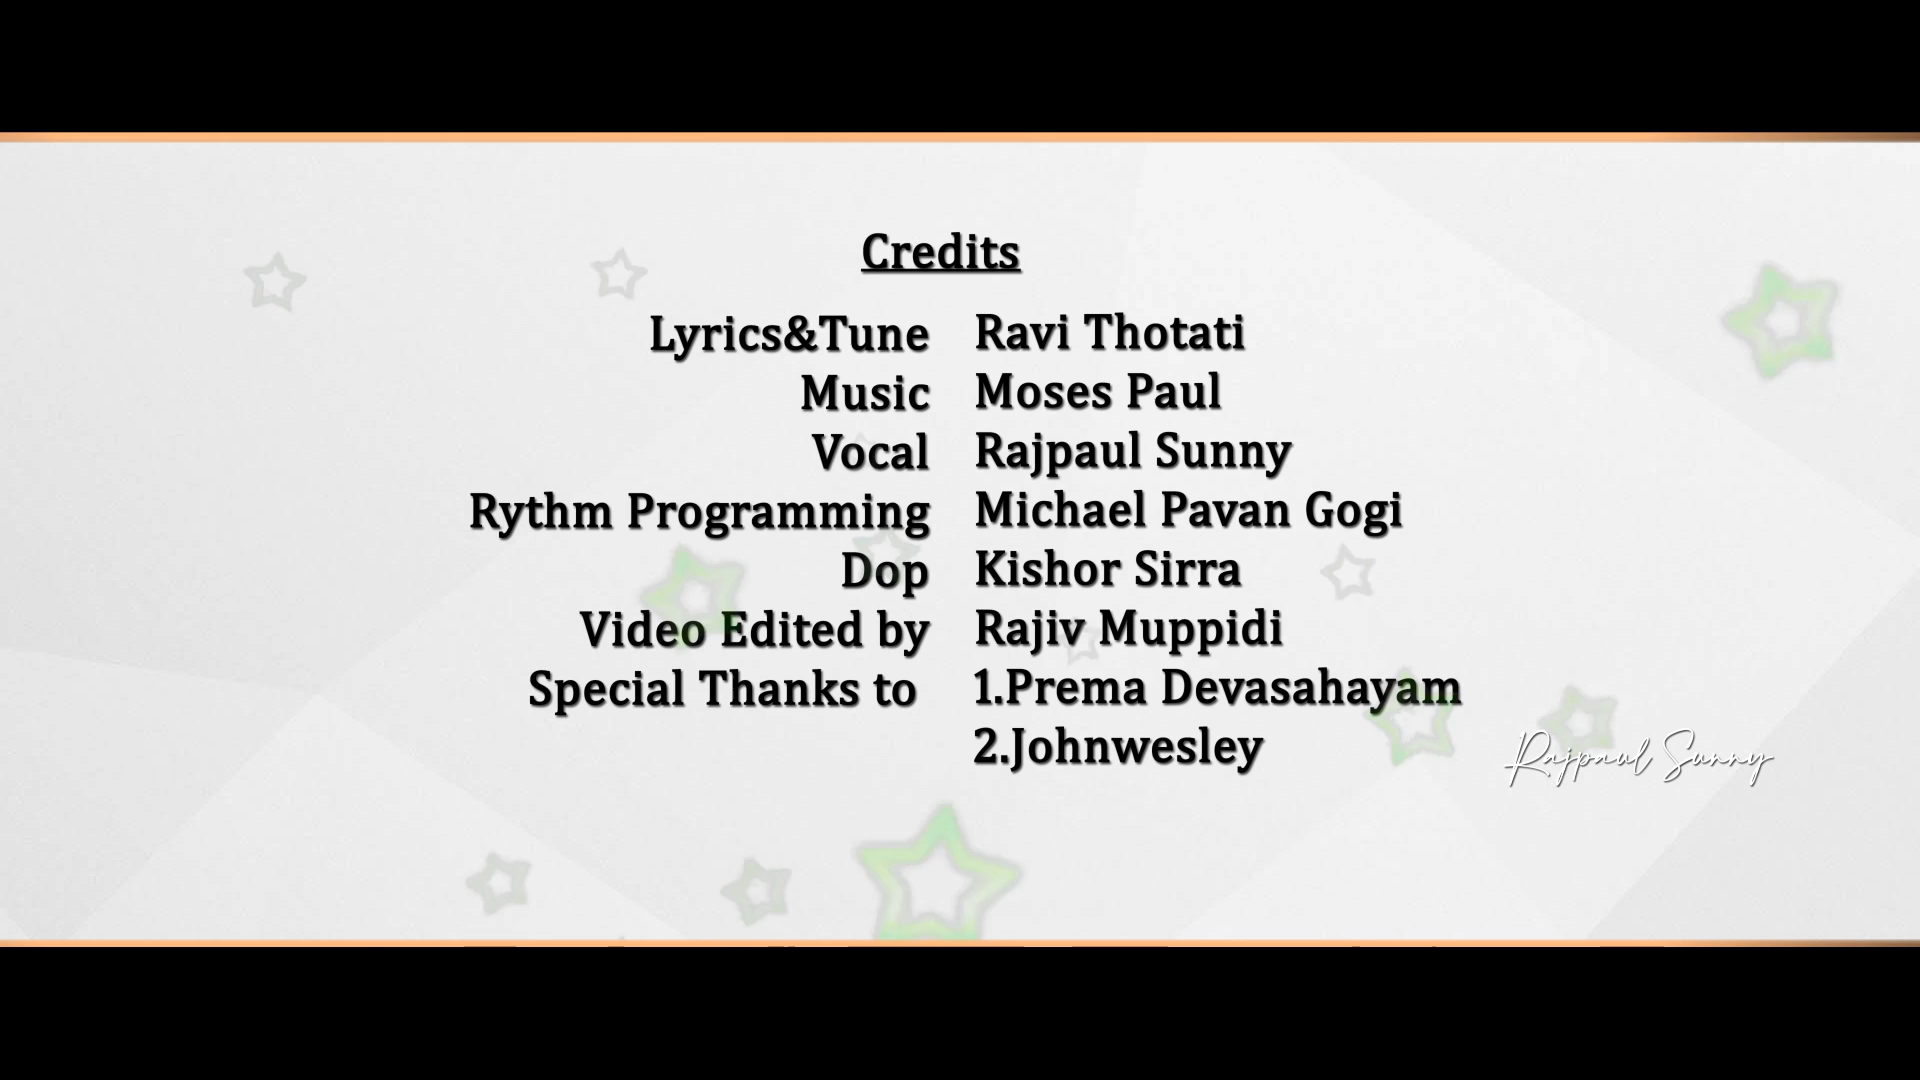 Credits
Lyrics&Tune Ravi Thotati
Music Moses Paul
Vocal Rajpaul Sunny
Rythm Programming Michael Pavan Gogi
Dop Kishor Sirra
Video Edited by Rajiv Muppidi
Special Thanks to 1.Prema Devasahayam
2.Johnwesley
Rajpaul Sunny